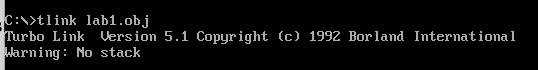 C:\>tlink lab1.obj
Turbo Link  Version 5.1 Copyright (c) 1992 Borland International
Warning: No stack